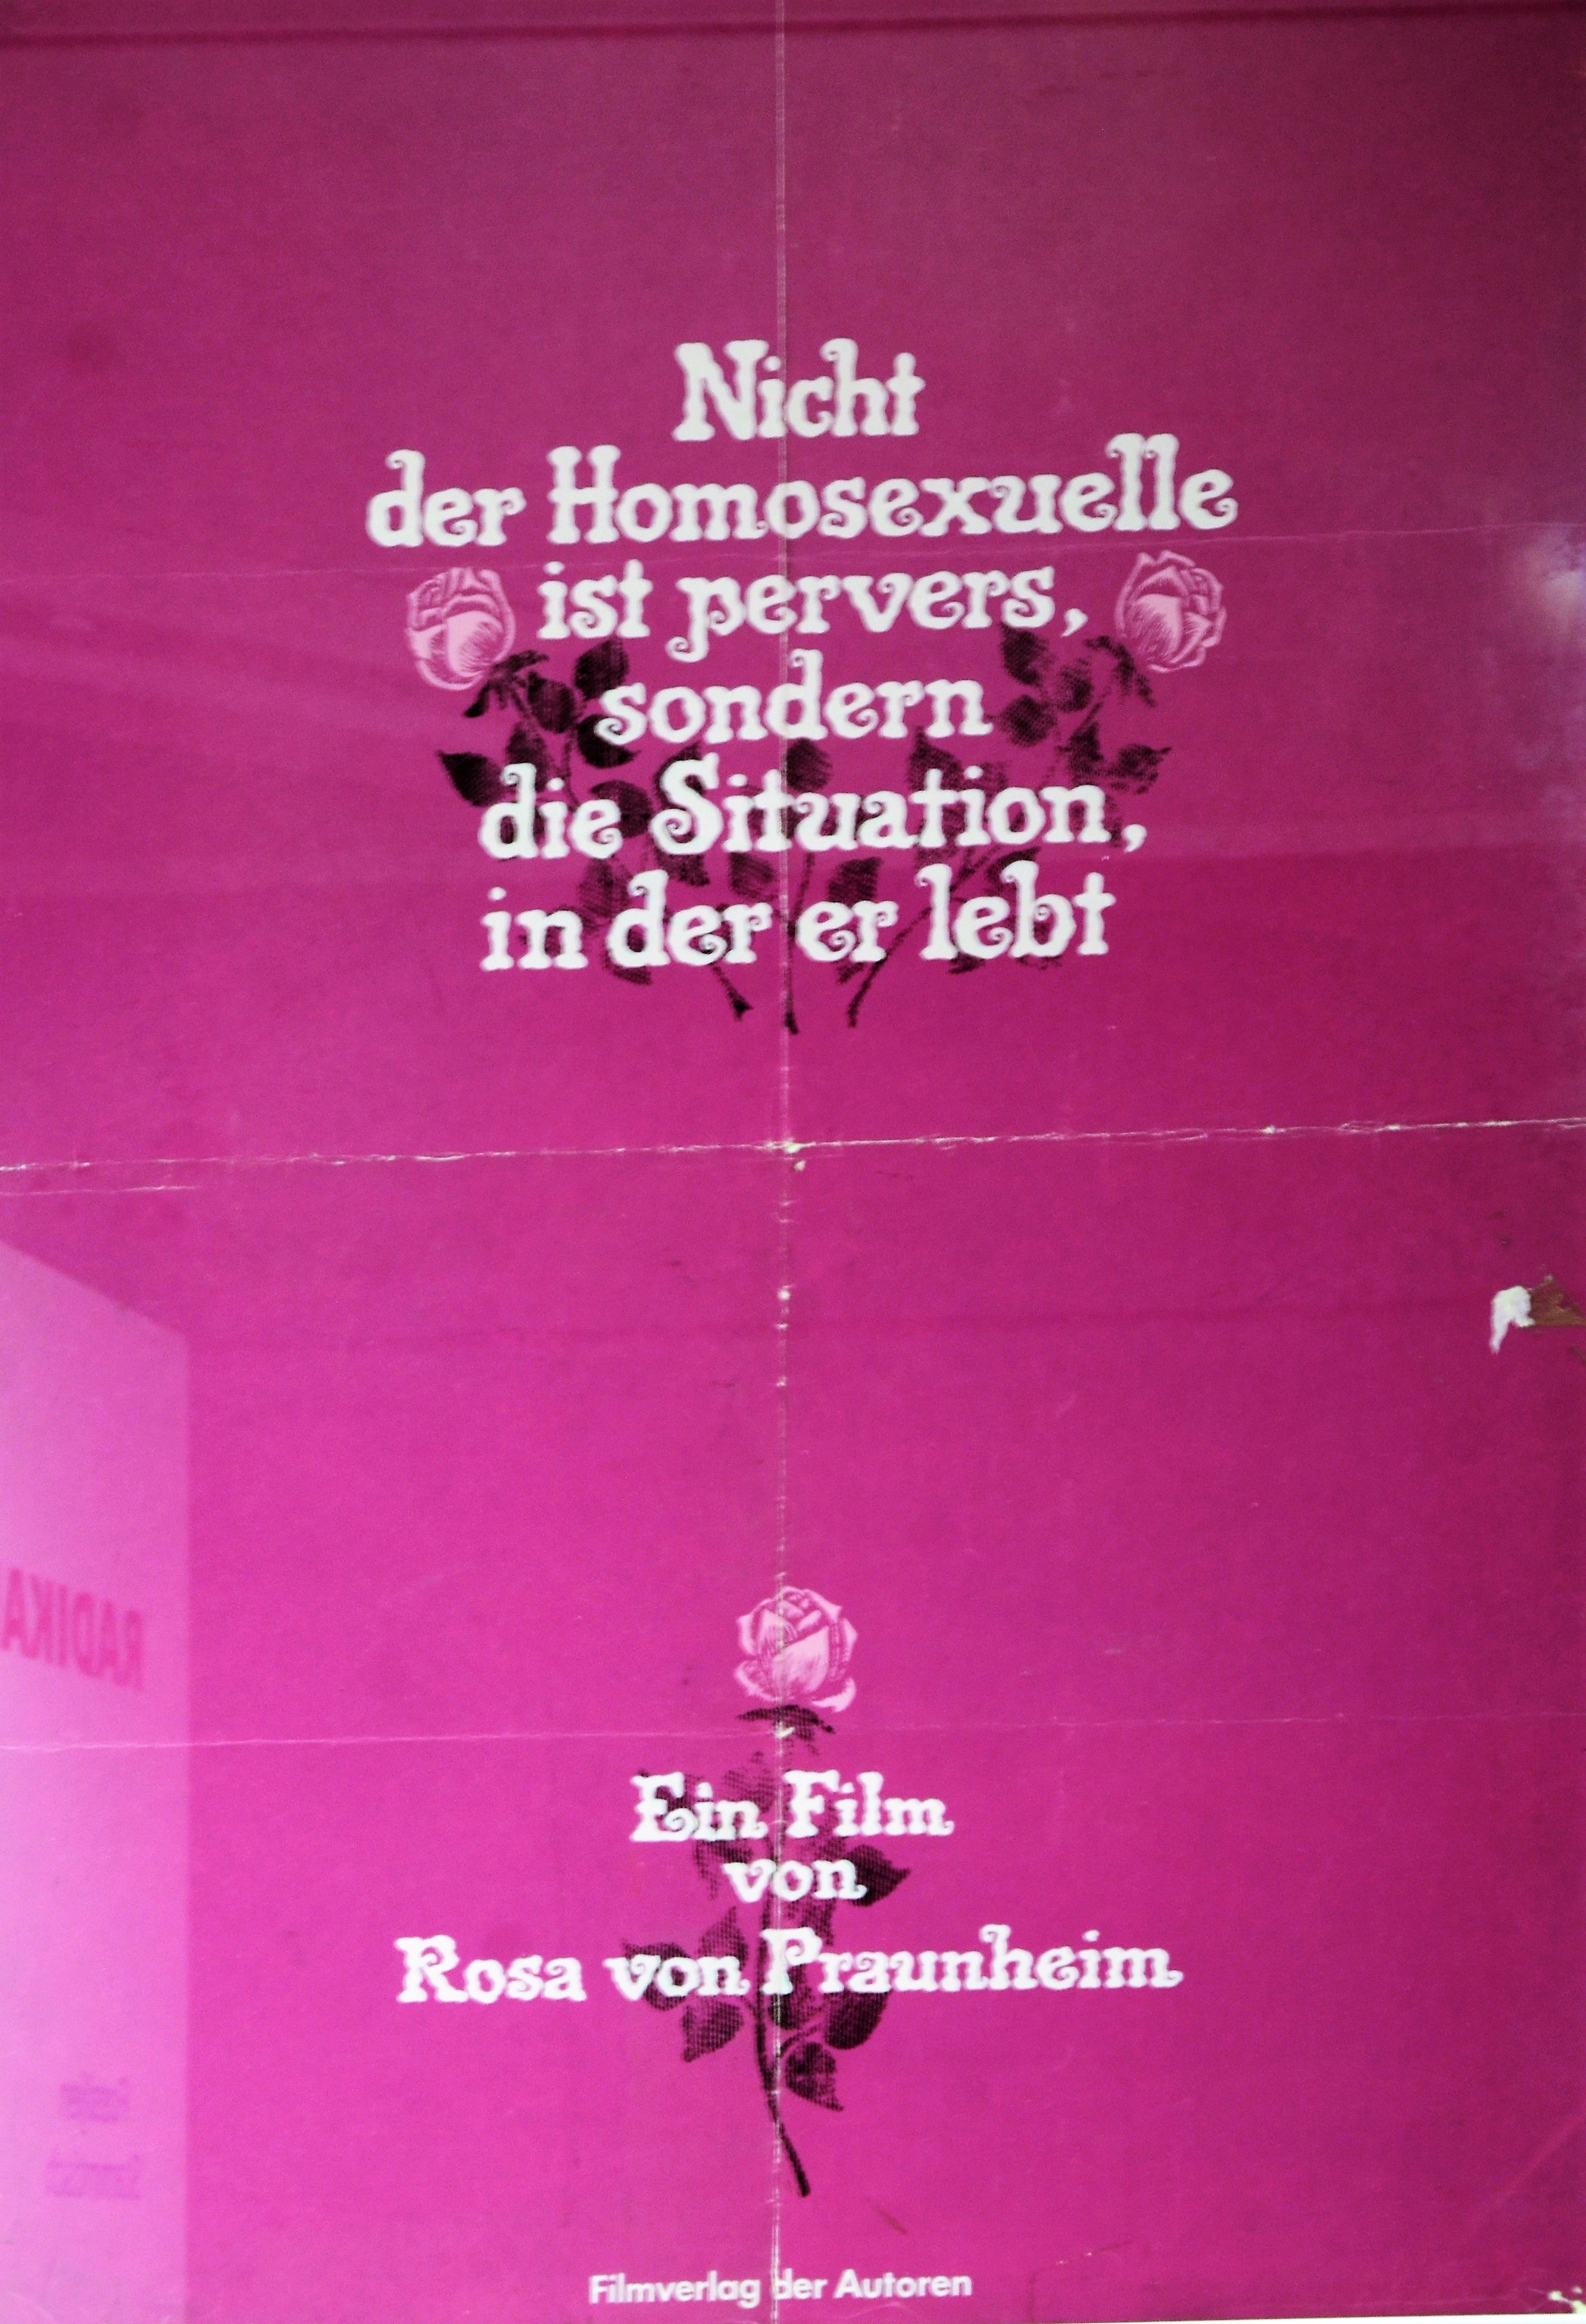 Nicht
der Homosexuelle
ist pervers,
sondern
die Situation,
in der er lebt
RADIKA
Ein Film
von
Rosa von Praunheim
Filmverlag der Autoren